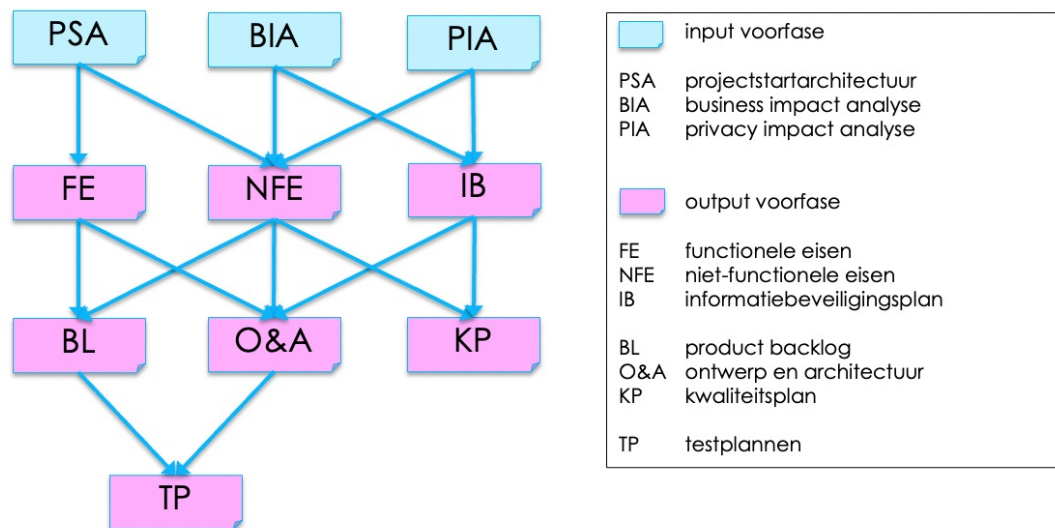 PSA
BIA
PIA
FE
NFE
IB
BL
O&A
KP
TP
input voorfase
PSA projectstartarchitectuur
BIA business impact analyse
PIA privacy impact analyse
output voorfase
FE functionele eisen
NFE niet-functionele eisen
IB informatiebeveiligingsplan
BL product backlog
O&A ontwerp en architectuur
KP kwaliteitsplan
TP testplannen